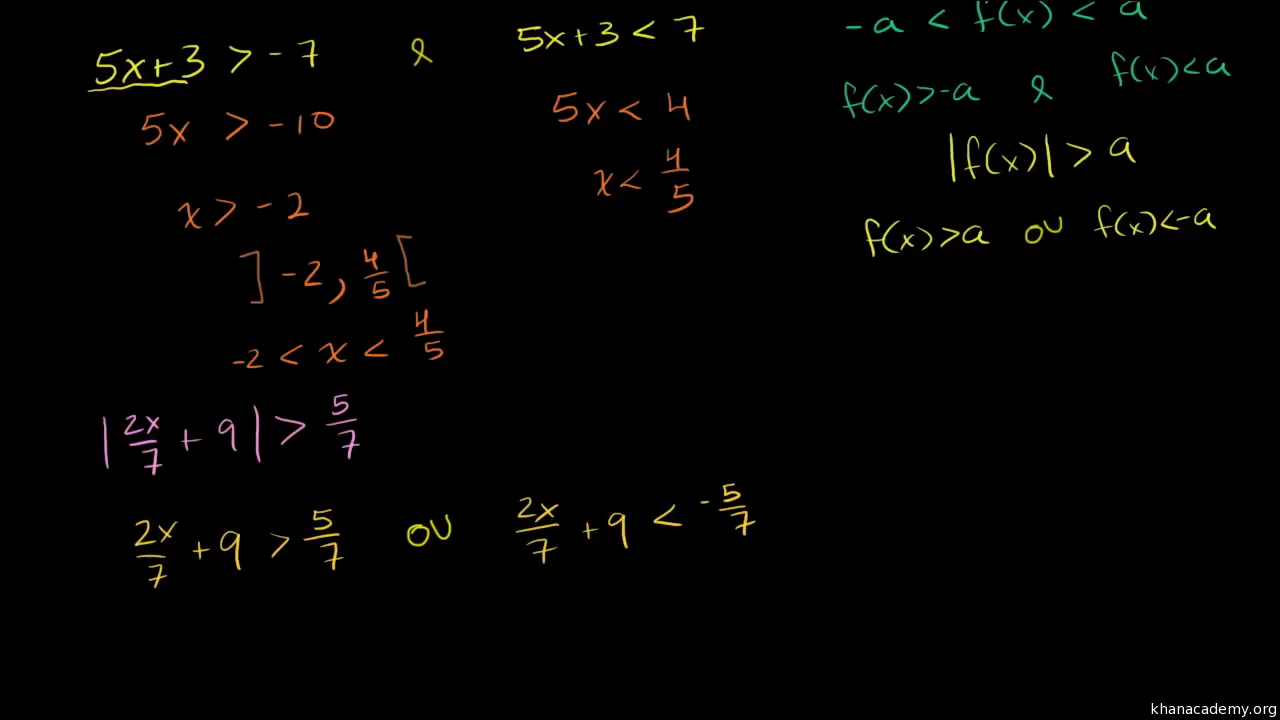 5x+3 > -7 & 5x+3 < 7
5x > -10 5x < 4
x > -2 x < 4/5
]-2, 4/5[
-2 < x < 4/5
|2x/7 + 9| > 5/7
2x/7 + 9 > 5/7 ou 2x/7 + 9 < -5/7
-a < f(x) < a
f(x)>-a & f(x)<a
|f(x)| > a
f(x)>a ou f(x)<-a
khanacademy.org